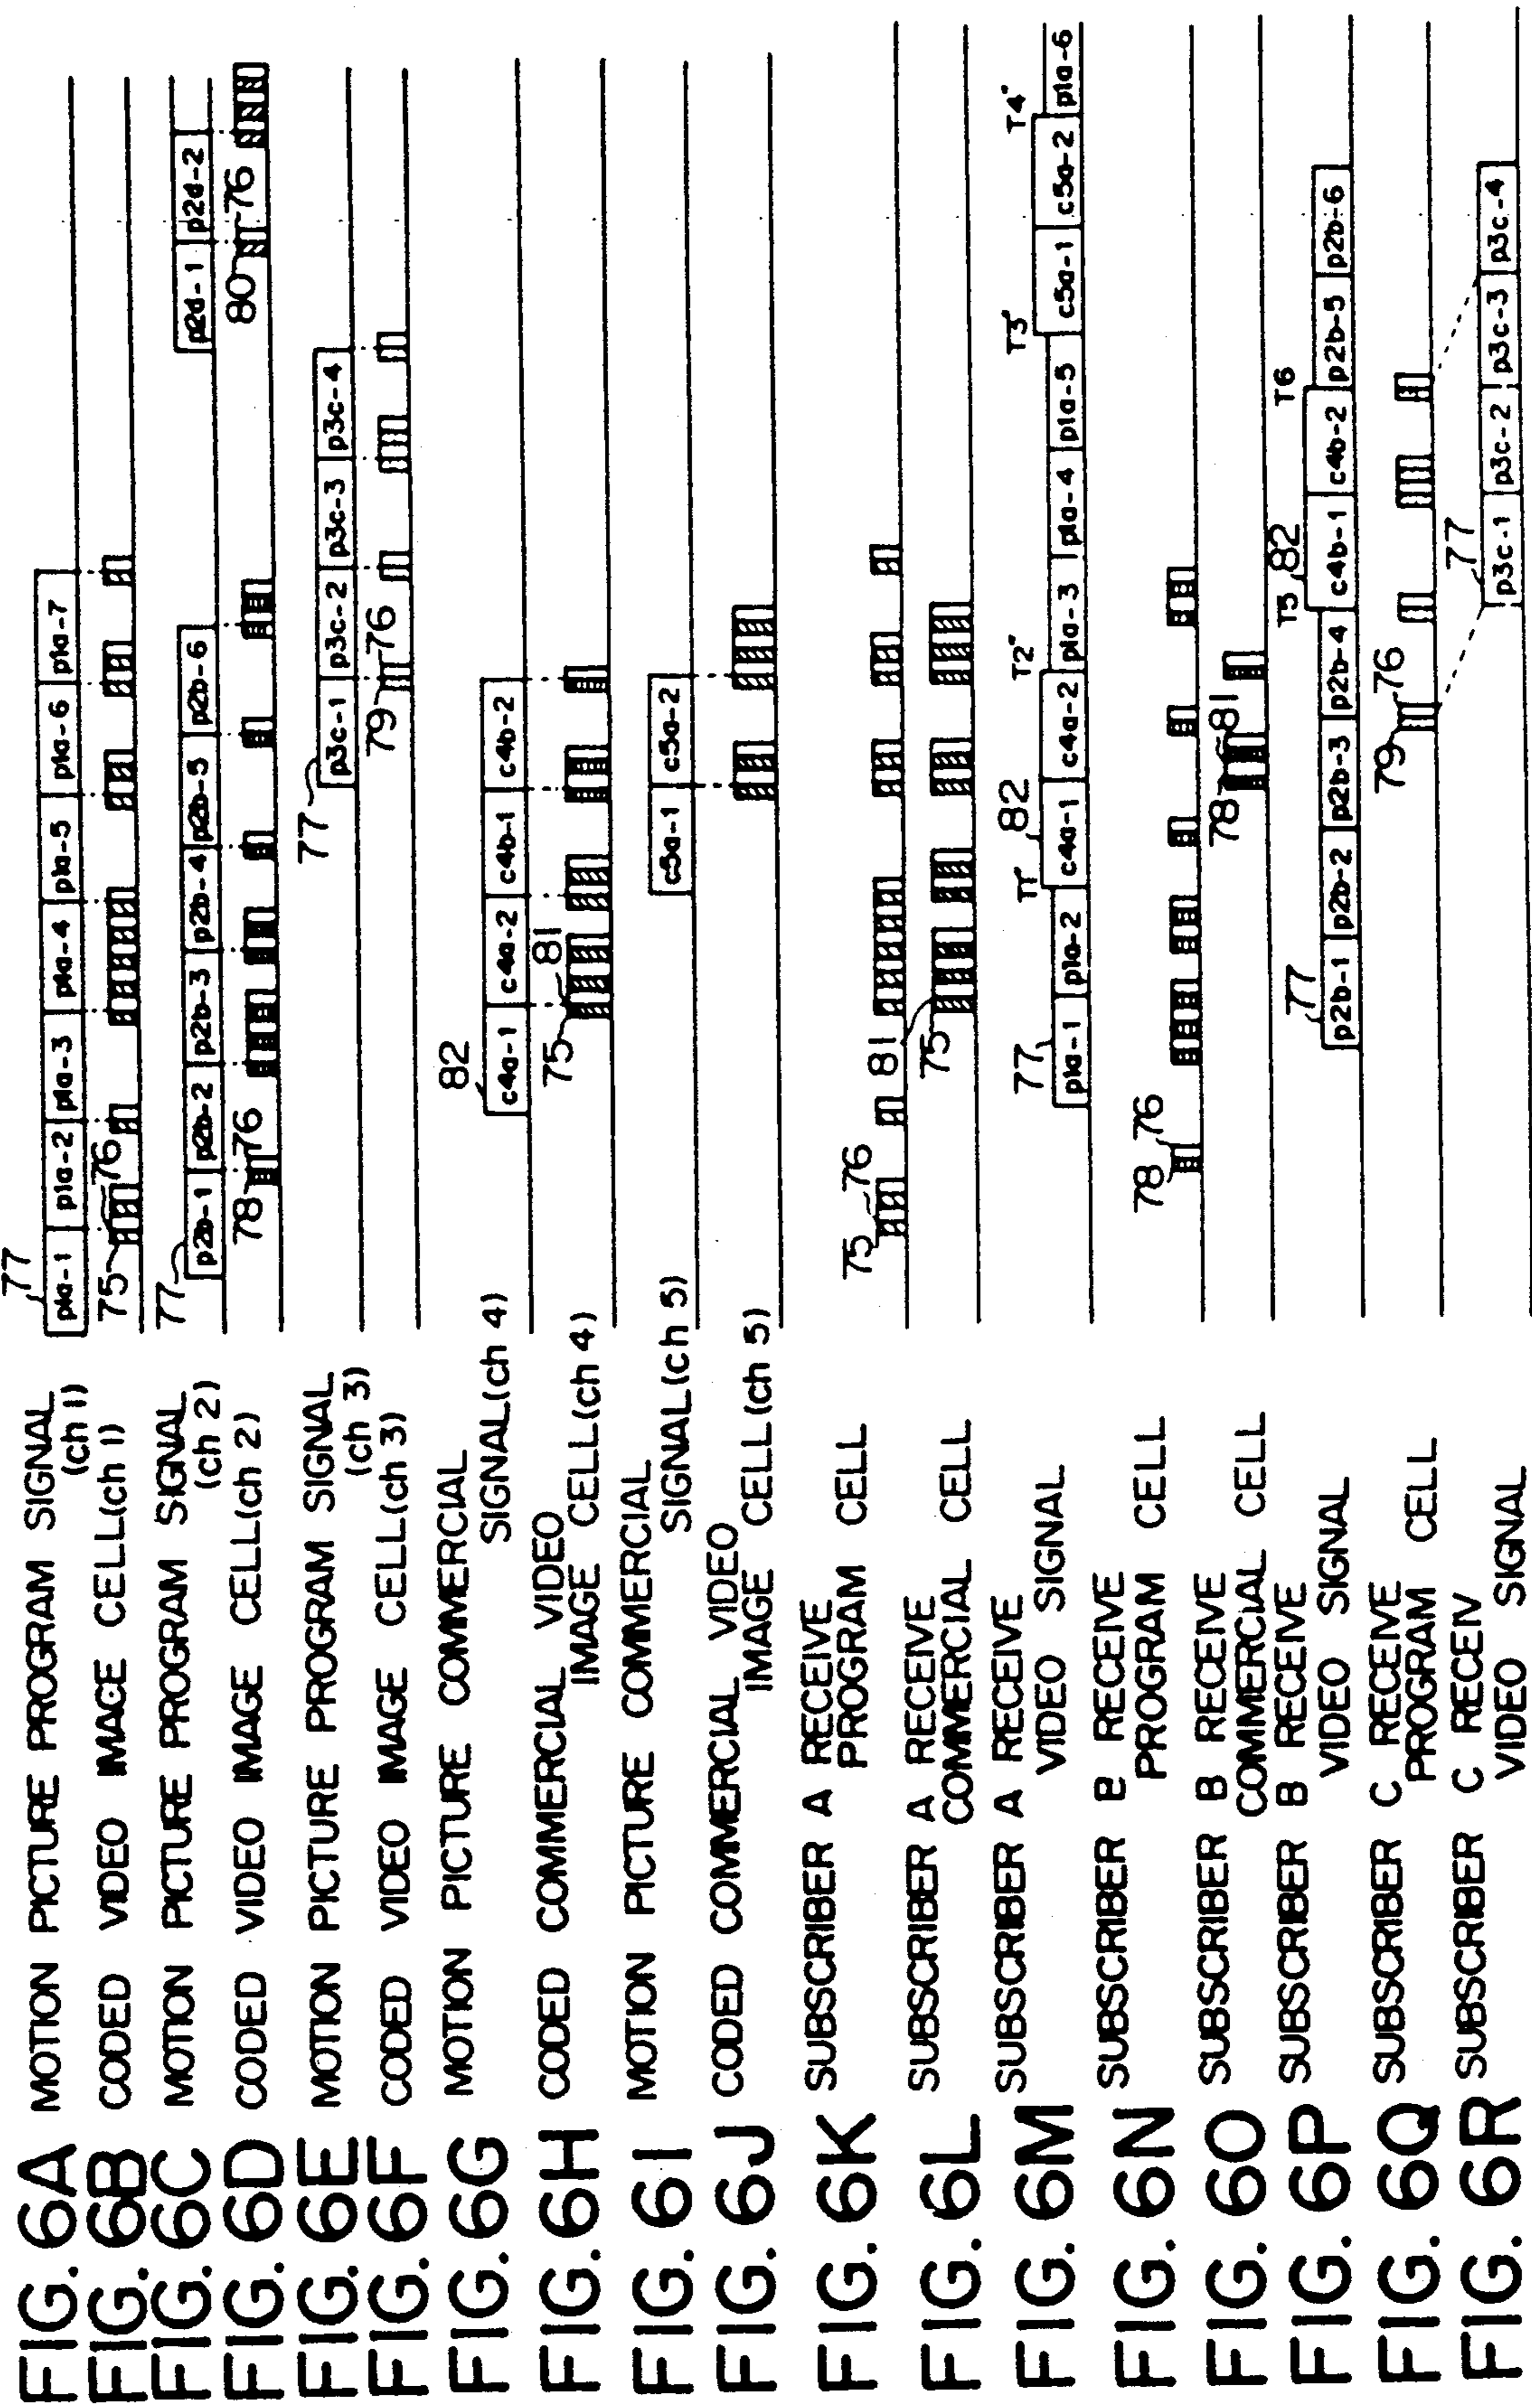 FIG. 6A MOTION PICTURE PROGRAM SIGNAL (ch 1)
77
p1a-1 p1a-2 p1a-3 p1a-4 p1a-5 p1a-6 p1a-7
FIG. 6B CODED VIDEO IMAGE CELL (ch 1)
75 76
FIG. 6C MOTION PICTURE PROGRAM SIGNAL (ch 2)
77
p2b-1 p2b-2 p2b-3 p2b-4 p2b-5 p2b-6 p2d-1 p2d-2
FIG. 6D CODED VIDEO IMAGE CELL (ch 2)
78 76 80 76
FIG. 6E MOTION PICTURE PROGRAM SIGNAL (ch 3)
77
p3c-1 p3c-2 p3c-3 p3c-4
FIG. 6F CODED VIDEO IMAGE CELL (ch 3)
79 76
FIG. 6G MOTION PICTURE COMMERCIAL
SIGNAL (ch 4)
82
c4a-1 c4a-2 c4b-1 c4b-2
FIG. 6H CODED COMMERCIAL VIDEO
IMAGE CELL (ch 4)
75 81
FIG. 6I MOTION PICTURE COMMERCIAL
SIGNAL (ch 5)
c5a-1 c5a-2
FIG. 6J CODED COMMERCIAL VIDEO
IMAGE CELL (ch 5)
FIG. 6K SUBSCRIBER A RECEIVE
PROGRAM CELL
75 76
FIG. 6L SUBSCRIBER A RECEIVE
COMMERCIAL CELL
81
75
FIG. 6M SUBSCRIBER A RECEIVE
VIDEO SIGNAL
77 T1' 82 T2' T3' T4'
p1a-1 p1a-2 c4a-1 c4a-2 p1a-3 p1a-4 p1a-5 c5a-1 c5a-2 p1a-6
FIG. 6N SUBSCRIBER B RECEIVE
PROGRAM CELL
78 76
FIG. 6O SUBSCRIBER B RECEIVE
COMMERCIAL CELL
78 81
FIG. 6P SUBSCRIBER B RECEIVE
VIDEO SIGNAL
77 T5 82 T6
p2b-1 p2b-2 p2b-3 p2b-4 c4b-1 c4b-2 p2b-5 p2b-6
FIG. 6Q SUBSCRIBER C RECEIVE
PROGRAM CELL
79 76
FIG. 6R SUBSCRIBER C RECEIV
VIDEO SIGNAL
77
p3c-1 p3c-2 p3c-3 p3c-4